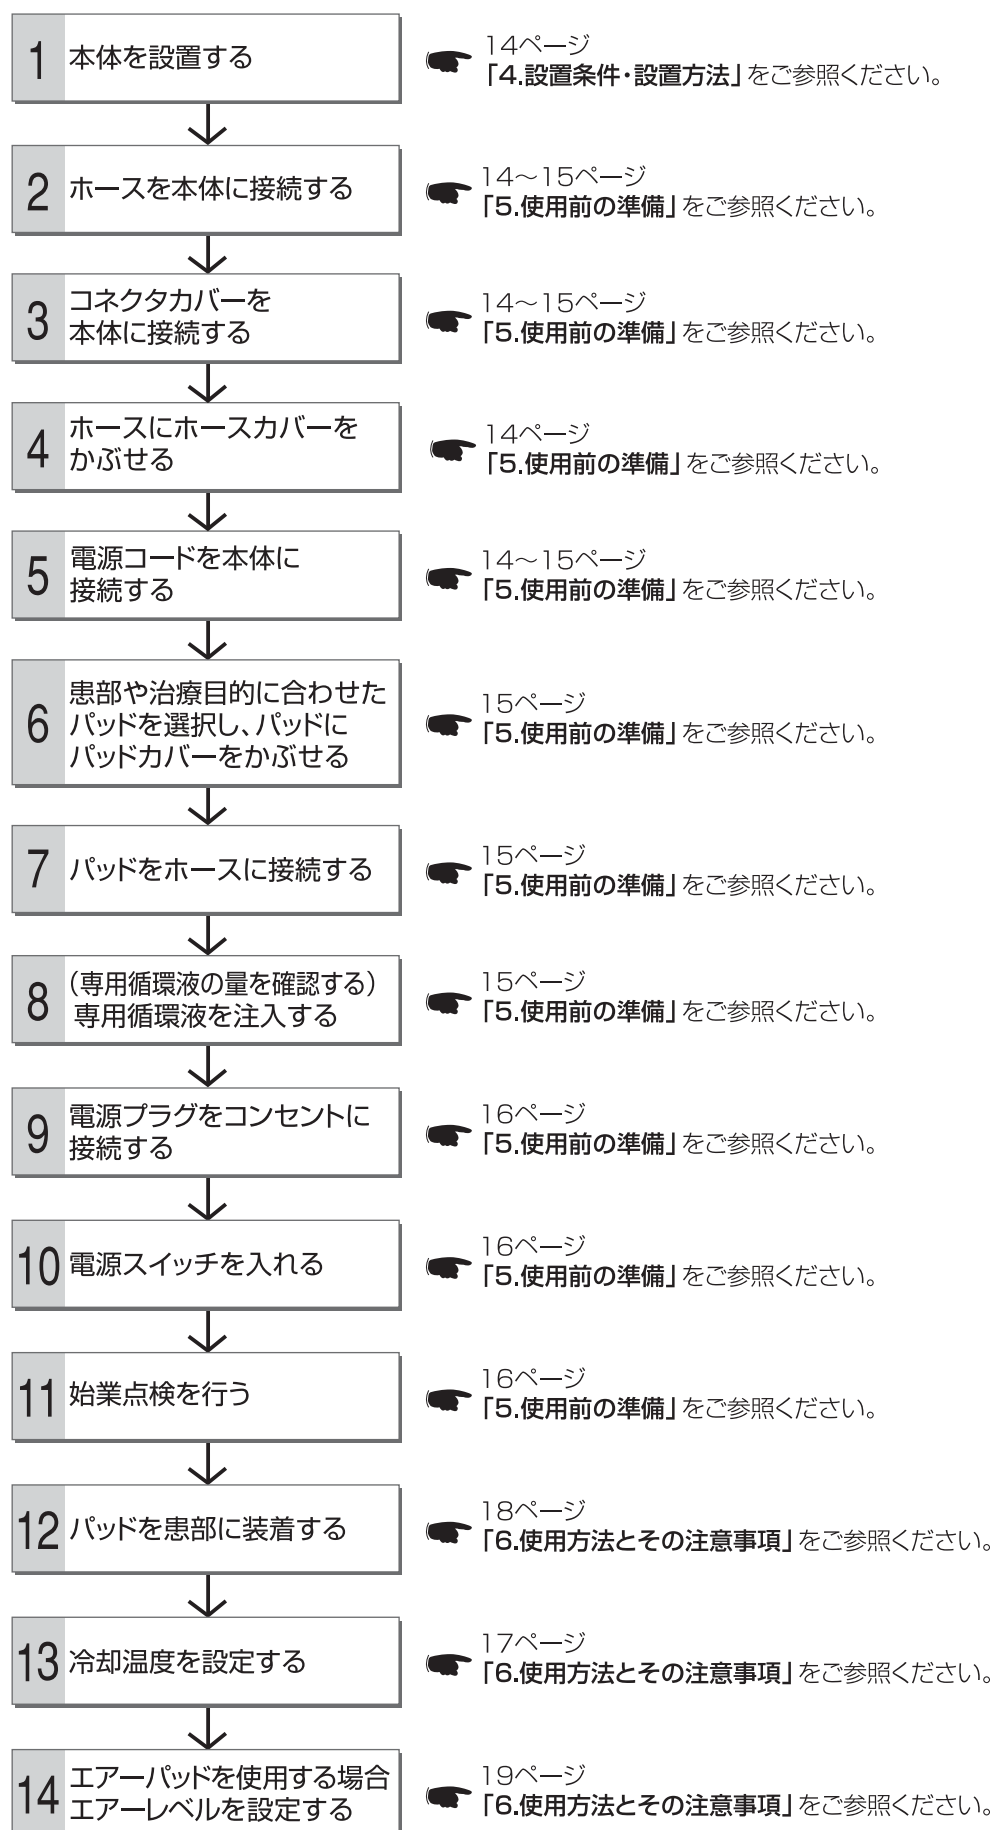 1
本体を設置する
14ページ
「4.設置条件・設置方法」をご参照ください。
2
ホースを本体に接続する
14～15ページ
「5.使用前の準備」をご参照ください。
3
コネクタカバーを
本体に接続する
14～15ページ
「5.使用前の準備」をご参照ください。
4
ホースにホースカバーを
かぶせる
14ページ
「5.使用前の準備」をご参照ください。
5
電源コードを本体に
接続する
14～15ページ
「5.使用前の準備」をご参照ください。
6
患部や治療目的に合わせた
パッドを選択し、パッドに
パッドカバーをかぶせる
15ページ
「5.使用前の準備」をご参照ください。
7
パッドをホースに接続する
15ページ
「5.使用前の準備」をご参照ください。
8
（専用循環液の量を確認する）
専用循環液を注入する
15ページ
「5.使用前の準備」をご参照ください。
9
電源プラグをコンセントに
接続する
16ページ
「5.使用前の準備」をご参照ください。
10
電源スイッチを入れる
16ページ
「5.使用前の準備」をご参照ください。
11
始業点検を行う
16ページ
「5.使用前の準備」をご参照ください。
12
パッドを患部に装着する
18ページ
「6.使用方法とその注意事項」をご参照ください。
13
冷却温度を設定する
17ページ
「6.使用方法とその注意事項」をご参照ください。
14
エアーパッドを使用する場合
エアーレベルを設定する
19ページ
「6.使用方法とその注意事項」をご参照ください。